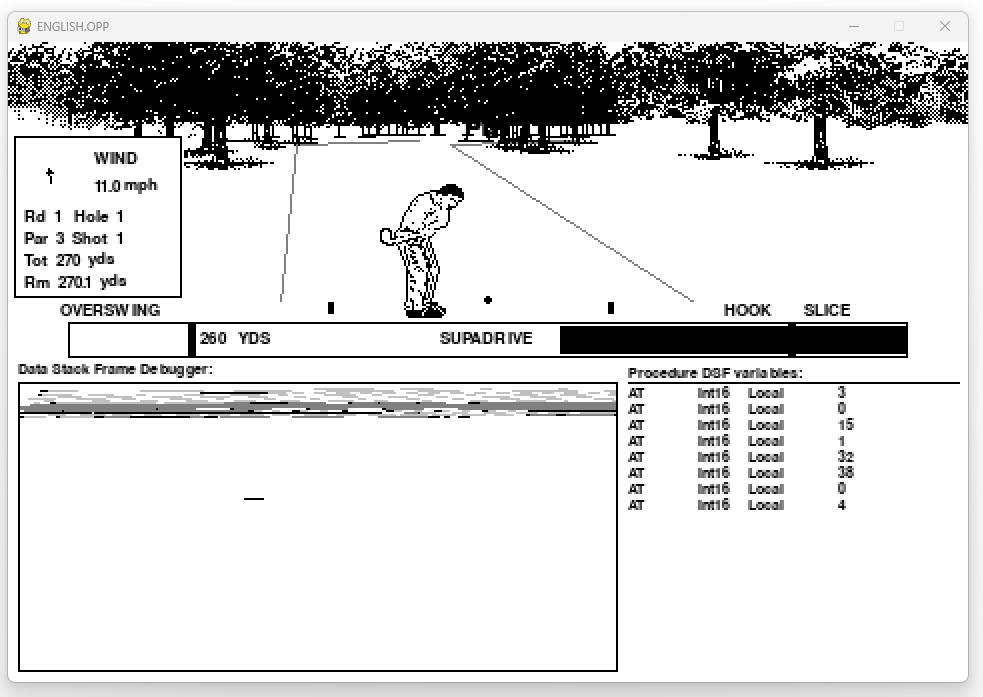 ENGLISH.OPP
WIND
11.0 mph
Rd 1 Hole 1
Par 3 Shot 1
Tot 270 yds
Rm 270.1 yds
OVERSWING HOOK SLICE
260 YDS SUPADRIVE
Data Stack Frame Debugger:
Procedure DSF variables:
AT Int16 Local 3
AT Int16 Local 0
AT Int16 Local 15
AT Int16 Local 1
AT Int16 Local 32
AT Int16 Local 38
AT Int16 Local 0
AT Int16 Local 4